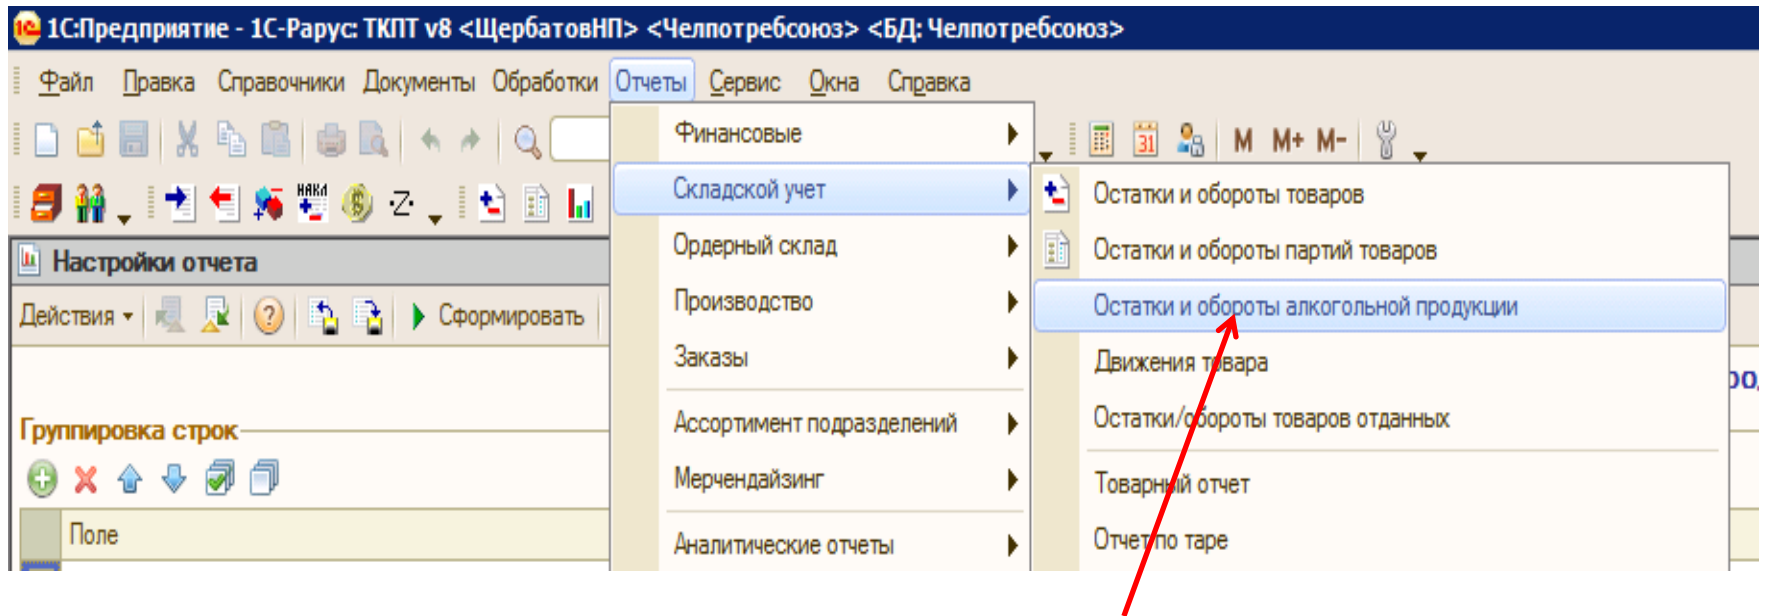 1С:Предприятие - 1С-Рарус: ТКПТ v8 <ЩербатовНП> <Челпотребсоюз> <БД: Челпотребсоюз>
Файл Правка Справочники Документы Обработки Отчеты Сервис Окна Справка
Финансовые
31 M M+ M-
Складской учет
Остатки и обороты товаров
НАКЛ
·Z·
Ордерный склад
Остатки и обороты партий товаров
Настройки отчета
Производство
Остатки и обороты алкогольной продукции
Действия Сформировать
Заказы
Движения товара
Группировка строк
Ассортимент подразделений
Остатки/обороты товаров отданных
Мерчендайзинг
Товарный отчет
Поле
Аналитические отчеты
Отчет по таре